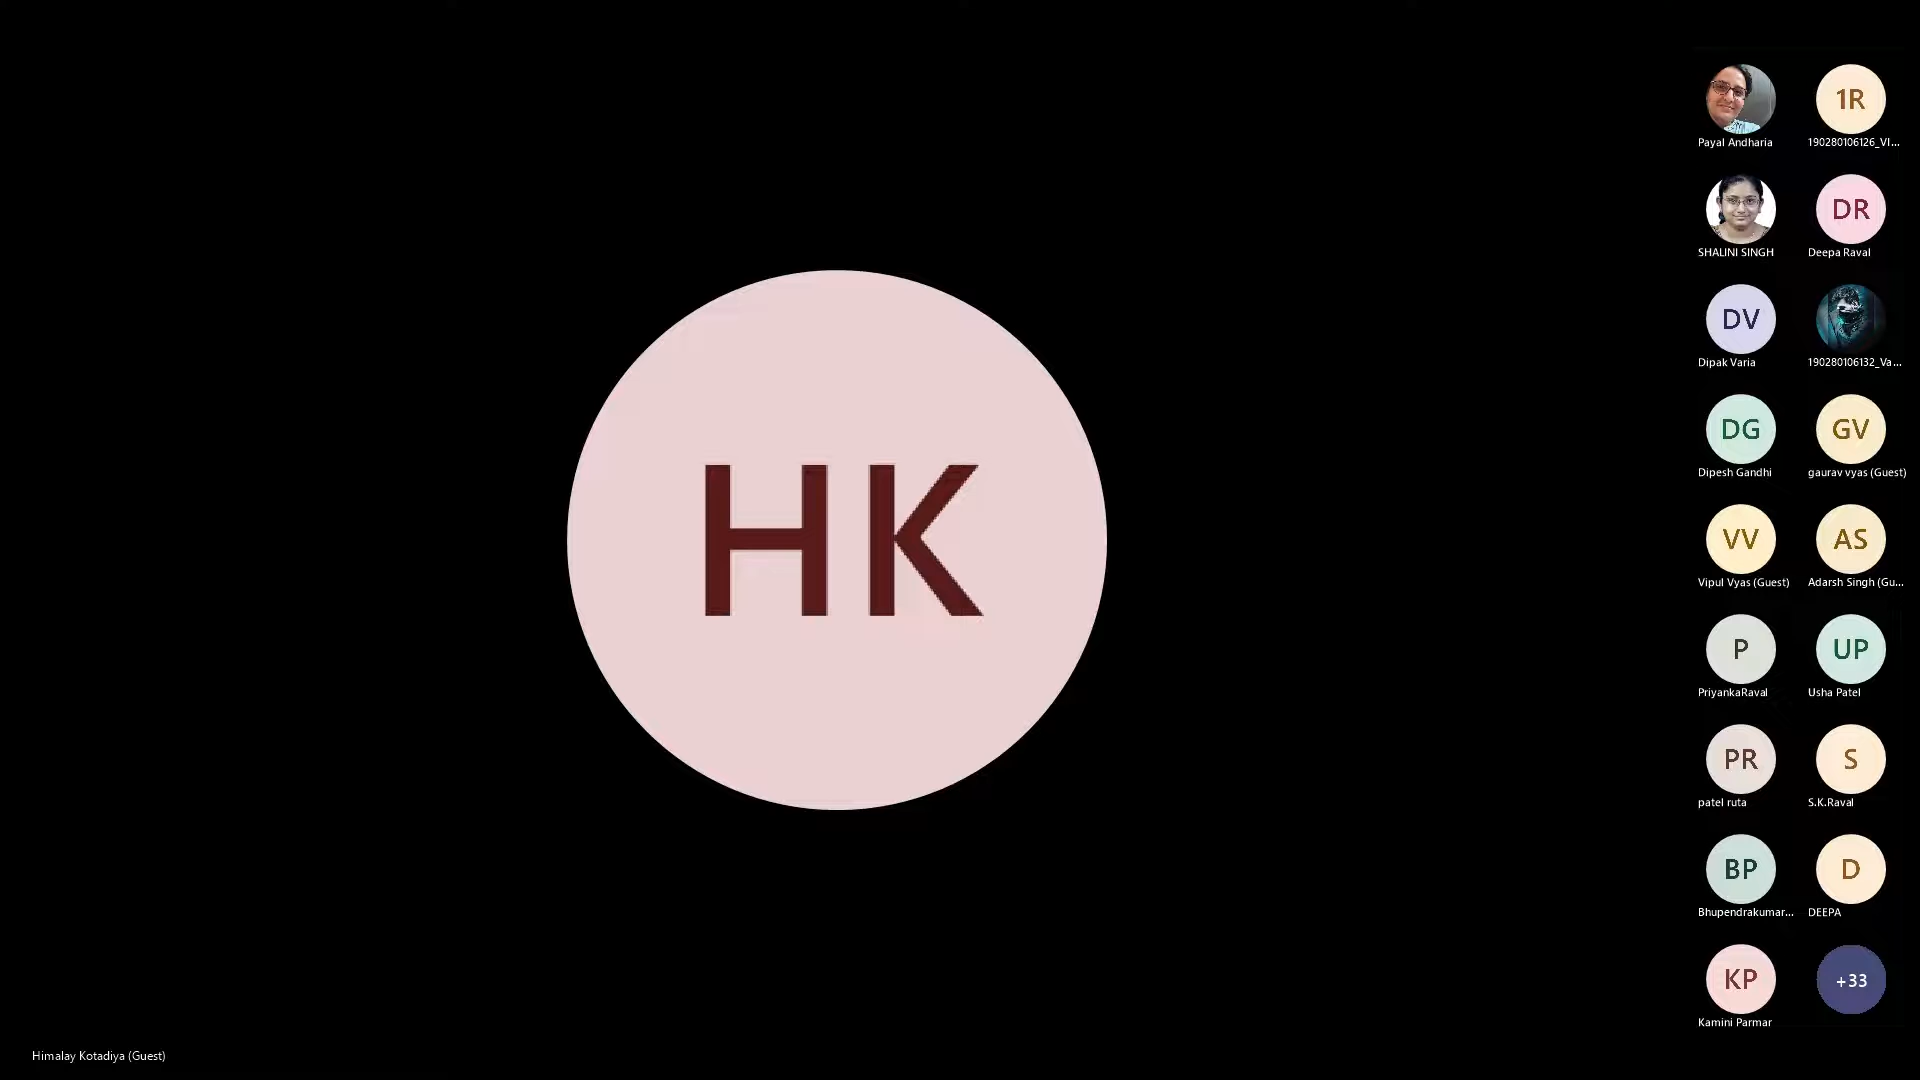 HK
Himalay Kotadiya (Guest)
Payal Andharia
1R
190280106126_VI...
SHALINI SINGH
DR
Deepa Raval
DV
Dipak Varia
190280106132_Va...
DG
Dipesh Gandhi
GV
gaurav vyas (Guest)
VV
Vipul Vyas (Guest)
AS
Adarsh Singh (Gu...
P
PriyankaRaval
UP
Usha Patel
PR
patel ruta
S
S.K.Raval
BP
Bhupendrakumar...
D
DEEPA
KP
Kamini Parmar
+33